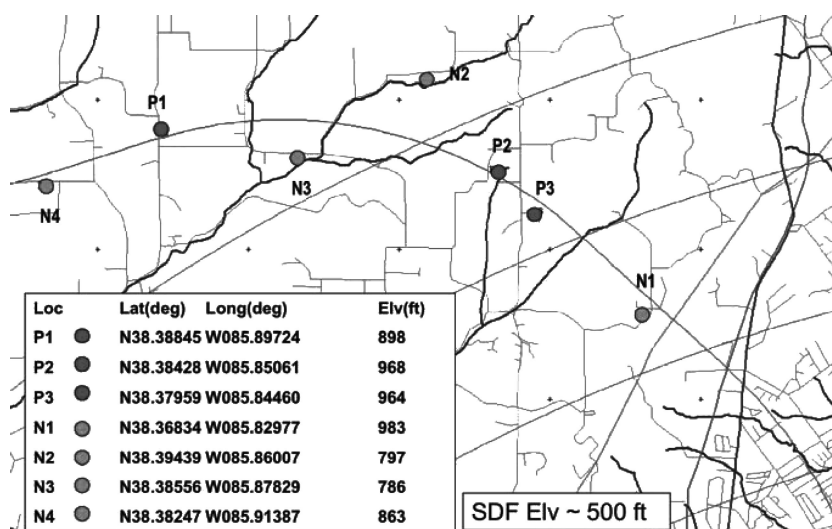 N2
P1
P2
N3
P3
N4
N1
Loc Lat(deg) Long(deg) Elv(ft)
P1 N38.38845 W085.89724 898
P2 N38.38428 W085.85061 968
P3 N38.37959 W085.84460 964
N1 N38.36834 W085.82977 983
N2 N38.39439 W085.86007 797
N3 N38.38556 W085.87829 786
N4 N38.38247 W085.91387 863
SDF Elv ~ 500 ft